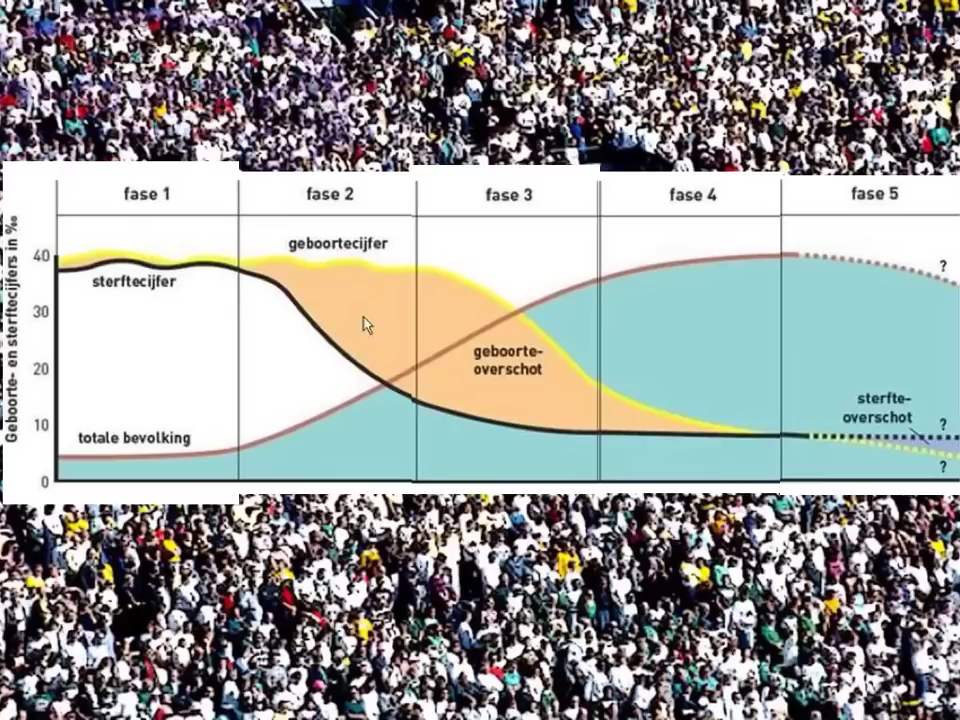 fase 1
fase 2
fase 3
fase 4
fase 5
Geboorte- en sterftecijfers in ‰
40
30
20
10
0
geboortecijfer
sterftecijfer
totale bevolking
geboorte-
overschot
sterfte-
overschot
?
?
?